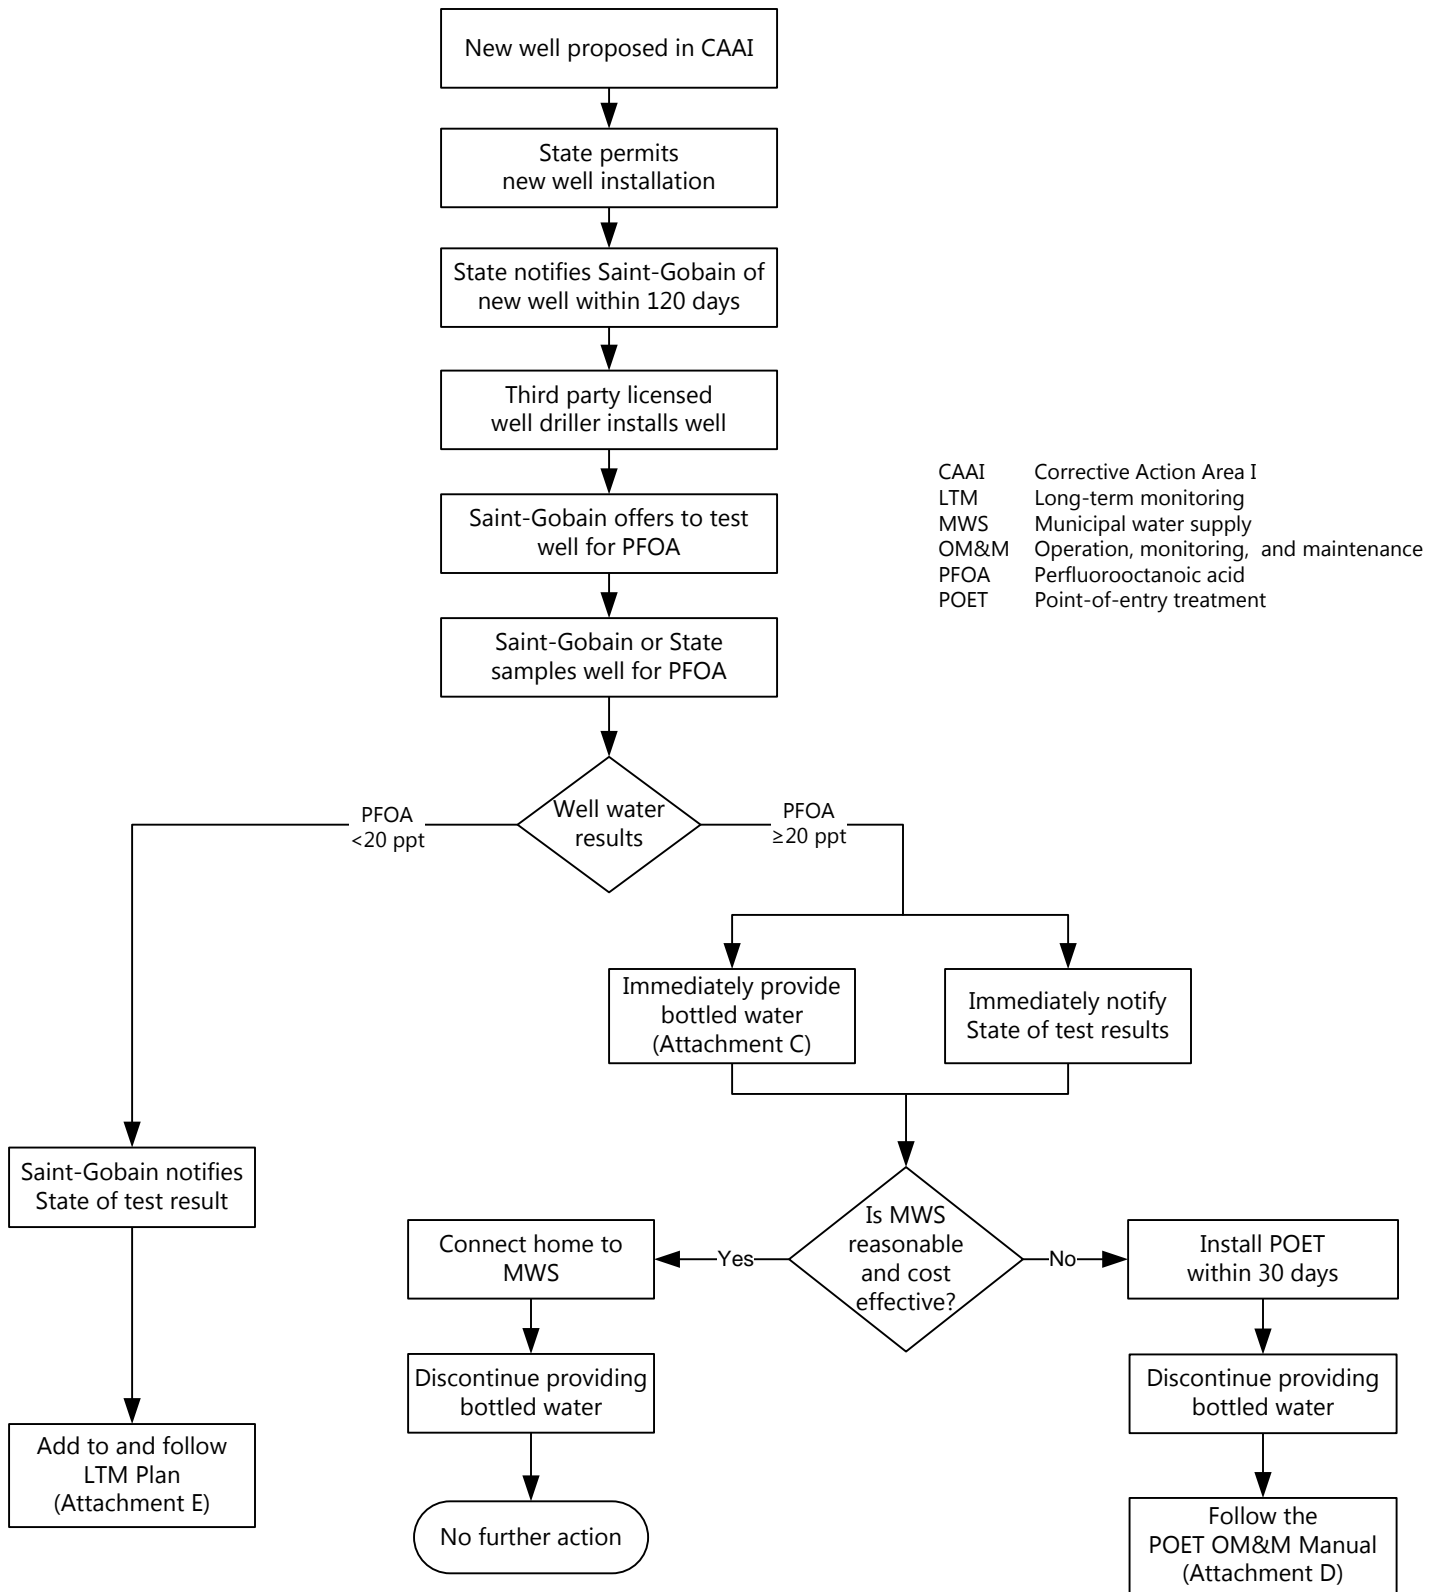 New well proposed in CAAI
State permits
new well installation
State notifies Saint-Gobain of
new well within 120 days
Third party licensed
well driller installs well
Saint-Gobain offers to test
well for PFOA
Saint-Gobain or State
samples well for PFOA
CAAI Corrective Action Area I
LTM Long-term monitoring
MWS Municipal water supply
OM&M Operation, monitoring, and maintenance
PFOA Perfluorooctanoic acid
POET Point-of-entry treatment
Well water
results
PFOA
<20 ppt
PFOA
≥20 ppt
Immediately provide
bottled water
(Attachment C)
Immediately notify
State of test results
Saint-Gobain notifies
State of test result
Add to and follow
LTM Plan
(Attachment E)
Is MWS
reasonable
and cost
effective?
Yes
Connect home to
MWS
Discontinue providing
bottled water
No further action
No
Install POET
within 30 days
Discontinue providing
bottled water
Follow the
POET OM&M Manual
(Attachment D)